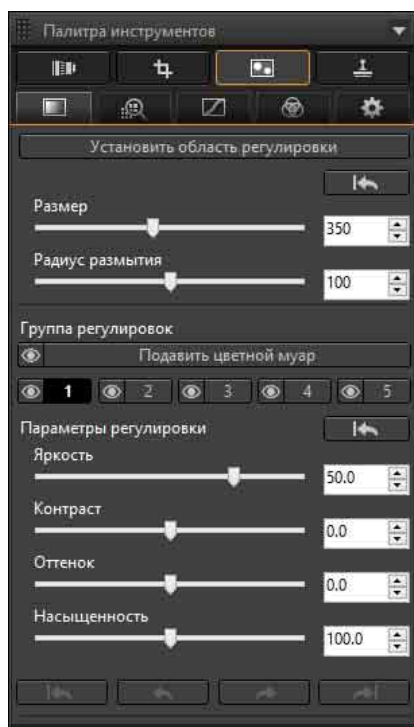 Палитра инструментов
Установить область регулировки
Размер
350
Радиус размытия
100
Группа регулировок
Подавить цветной муар
1 2 3 4 5
Параметры регулировки
Яркость
50.0
Контраст
0.0
Оттенок
0.0
Насыщенность
100.0